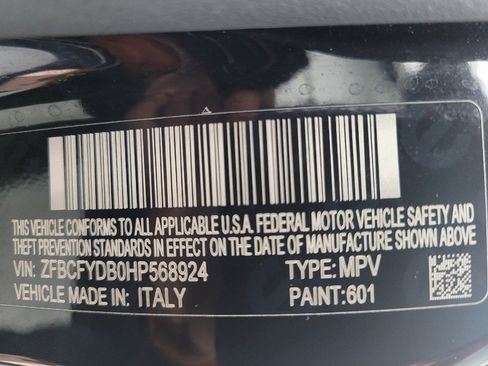 THIS VEHICLE CONFORMS TO ALL APPLICABLE U.S.A. FEDERAL MOTOR VEHICLE SAFETY AND
THEFT PREVENTION STANDARDS IN EFFECT ON THE DATE OF MANUFACTURE SHOWN ABOVE
VIN: ZFBCFYDB0HP568924 TYPE: MPV
VEHICLE MADE IN: ITALY PAINT:601